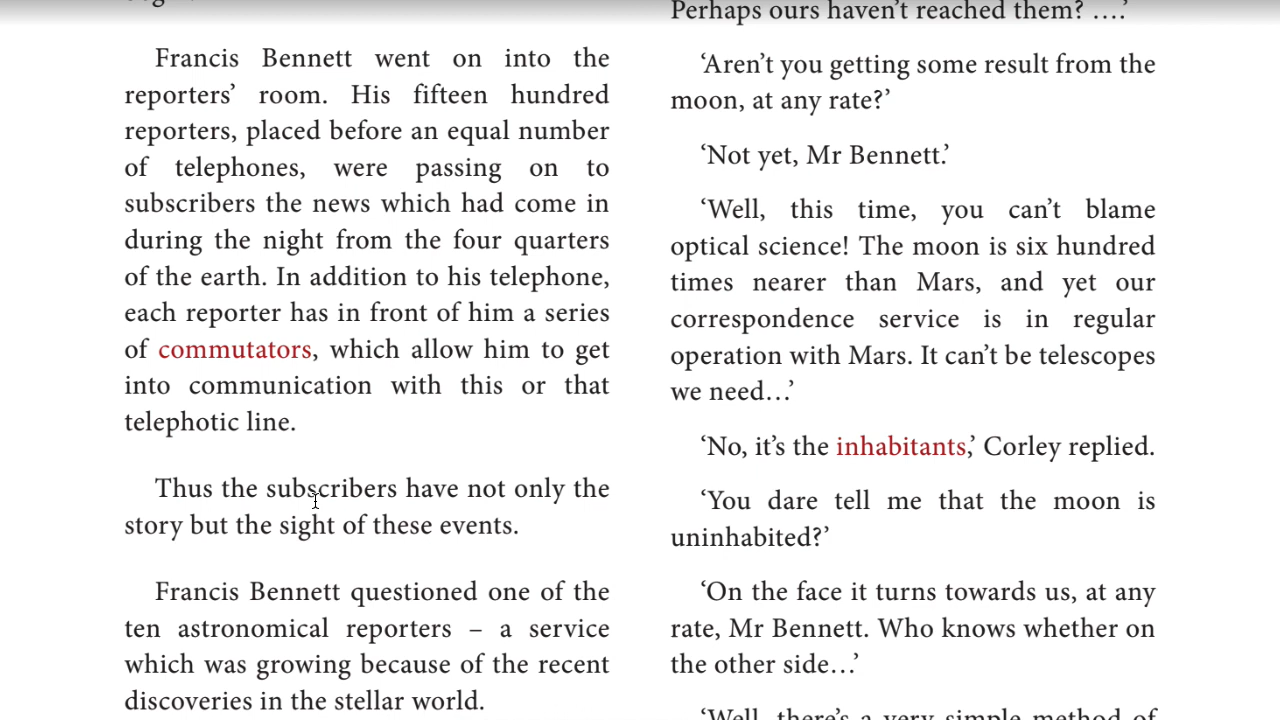 Francis Bennett went on into the
reporters’ room. His fifteen hundred
reporters, placed before an equal number
of telephones, were passing on to
subscribers the news which had come in
during the night from the four quarters
of the earth. In addition to his telephone,
each reporter has in front of him a series
of commutators, which allow him to get
into communication with this or that
telephotic line.
Thus the subscribers have not only the
story but the sight of these events.
Francis Bennett questioned one of the
ten astronomical reporters – a service
which was growing because of the recent
discoveries in the stellar world.
Perhaps ours haven’t reached them? ….’
‘Aren’t you getting some result from the
moon, at any rate?’
‘Not yet, Mr Bennett.’
‘Well, this time, you can’t blame
optical science! The moon is six hundred
times nearer than Mars, and yet our
correspondence service is in regular
operation with Mars. It can’t be telescopes
we need…’
‘No, it’s the inhabitants,’ Corley replied.
‘You dare tell me that the moon is
uninhabited?’
‘On the face it turns towards us, at any
rate, Mr Bennett. Who knows whether on
the other side…’
‘Well, there’s a very simple method of